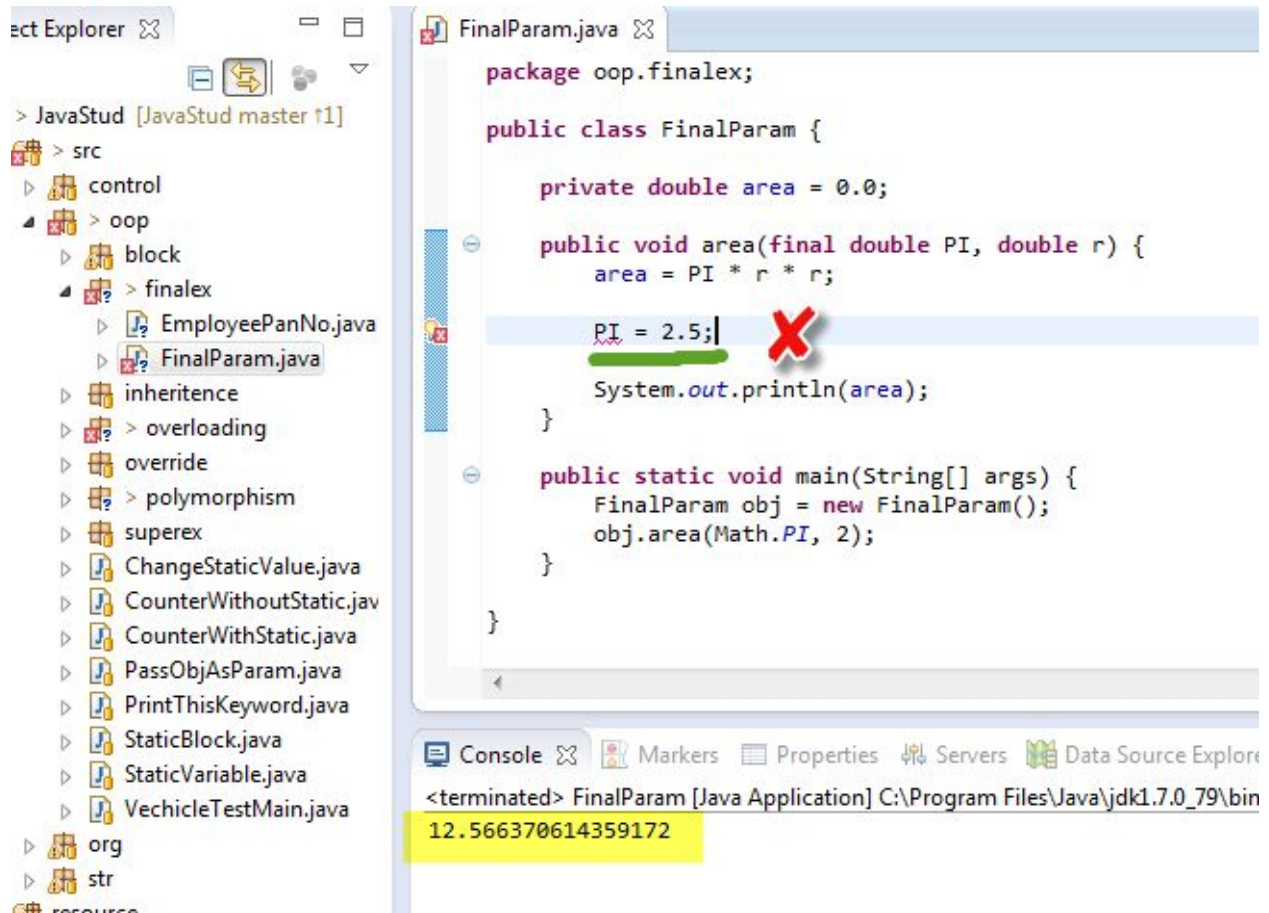 ect Explorer
> JavaStud [JavaStud master ↑1]
> src
control
> oop
block
> finalex
EmployeePanNo.java
FinalParam.java
inheritence
> overloading
override
> polymorphism
superex
ChangeStaticValue.java
CounterWithoutStatic.jav
CounterWithStatic.java
PassObjAsParam.java
PrintThisKeyword.java
StaticBlock.java
StaticVariable.java
VechicleTestMain.java
org
str
resource
FinalParam.java
package oop.finalex;
public class FinalParam {
private double area = 0.0;
public void area(final double PI, double r) {
area = PI * r * r;
PI = 2.5;
System.out.println(area);
}
public static void main(String[] args) {
FinalParam obj = new FinalParam();
obj.area(Math.PI, 2);
}
}
Console Markers Properties Servers Data Source Explore
<terminated> FinalParam [Java Application] C:\Program Files\Java\jdk1.7.0_79\bin
12.566370614359172